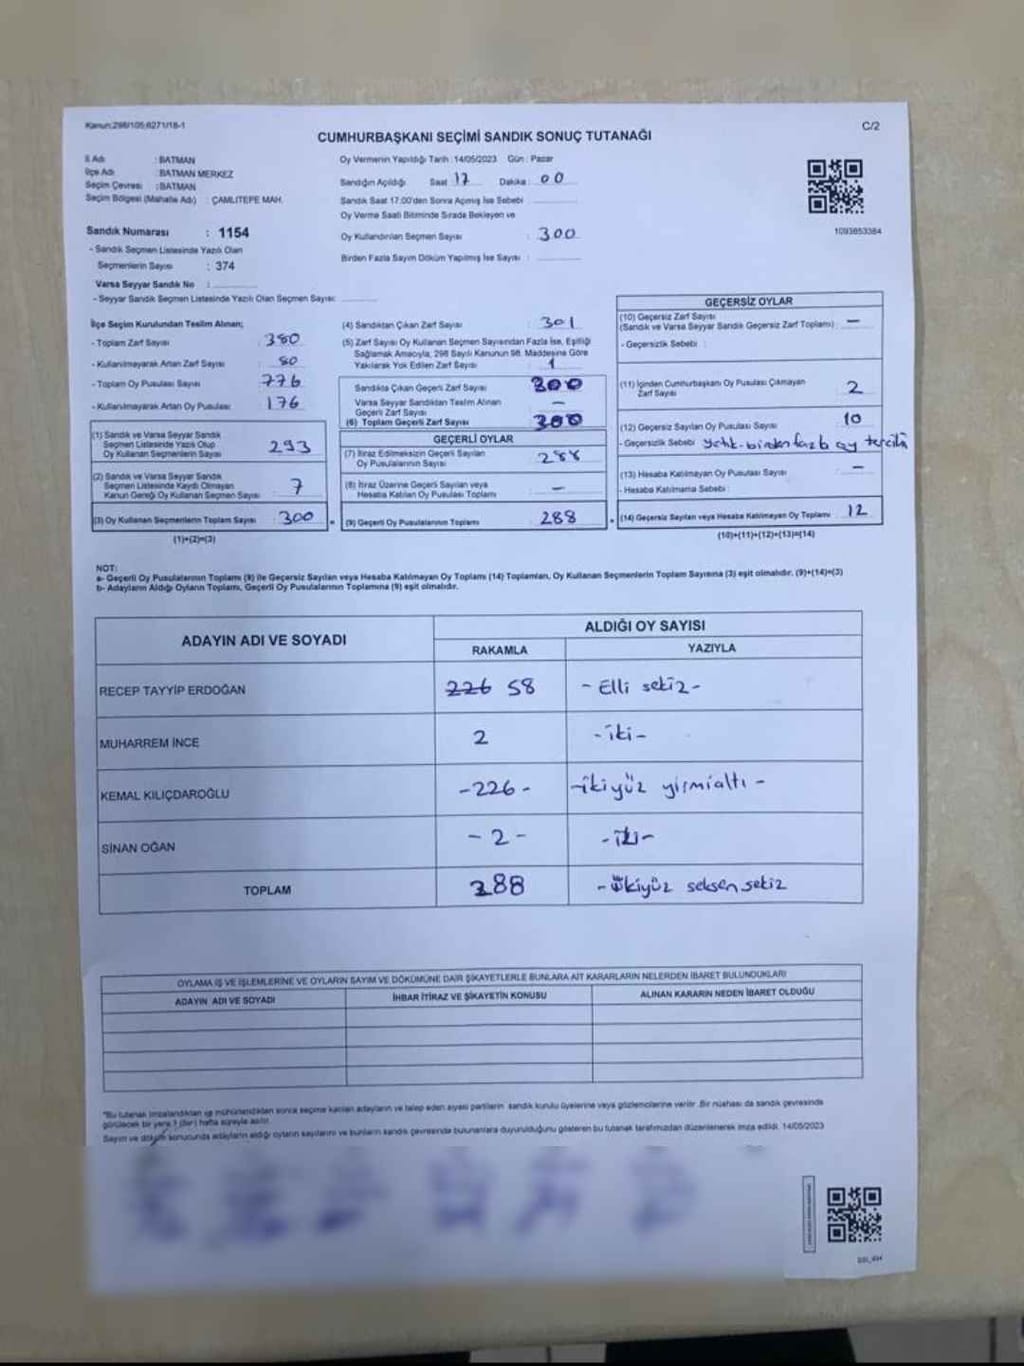 Kanun:298/105;6271/18-1
C/2
CUMHURBAŞKANI SEÇİMİ SANDIK SONUÇ TUTANAĞI
İl Adı : BATMAN
İlçe Adı : BATMAN MERKEZ
Seçim Çevresi : BATMAN
Seçim Bölgesi (Mahalle Adı) : ÇAMLITEPE MAH.
Sandık Numarası : 1154
- Sandık Seçmen Listesinde Yazılı Olan
Seçmenlerin Sayısı : 374
Varsa Seyyar Sandık No :
- Seyyar Sandık Seçmen Listesinde Yazılı Olan Seçmen Sayısı:
Oy Vermenin Yapıldığı Tarih : 14/05/2023 Gün : Pazar
Sandığın Açıldığı Saat 17 Dakika : 00
Sandık Saat 17.00'den Sonra Açılmış İse Sebebi
Oy Verme Saati Bitiminde Sırada Bekleyen ve
Oy Kullandırılan Seçmen Sayısı : 300
Birden Fazla Sayım Döküm Yapılmış İse Sayısı :
1093853384
İlçe Seçim Kurulundan Teslim Alınan;
- Toplam Zarf Sayısı : 380
- Kullanılmayarak Artan Zarf Sayısı : 80
- Toplam Oy Pusulası Sayısı : 776
- Kullanılmayarak Artan Oy Pusulası : 176
(1) Sandık ve Varsa Seyyar Sandık
Seçmen Listesinde Yazılı Olup
Oy Kullanan Seçmenlerin Sayısı : 293
(2) Sandık ve Varsa Seyyar Sandık
Seçmen Listesinde Kaydı Olmayan
Kanun Gereği Oy Kullanan Seçmen Sayısı : 7
(3) Oy Kullanan Seçmenlerin Toplam Sayısı : 300
(1)+(2)=(3)
(4) Sandıktan Çıkan Zarf Sayısı : 301
(5) Zarf Sayısı Oy Kullanan Seçmen Sayısından Fazla İse, Eşitliği
Sağlamak Amacıyla, 298 Sayılı Kanunun 98. Maddesine Göre
Yakılarak Yok Edilen Zarf Sayısı : 1
Sandıkta Çıkan Geçerli Zarf Sayısı 300
Varsa Seyyar Sandıktan Teslim Alınan
Geçerli Zarf Sayısı —
(6) Toplam Geçerli Zarf Sayısı 300
GEÇERLİ OYLAR
(7) İtiraz Edilmeksizin Geçerli Sayılan
Oy Pusulalarının Sayısı : 288
(8) İtiraz Üzerine Geçerli Sayılan veya
Hesaba Katılan Oy Pusulası Toplamı : —
(9) Geçerli Oy Pusulalarının Toplamı : 288
GEÇERSİZ OYLAR
(10) Geçersiz Zarf Sayısı
(Sandık ve Varsa Seyyar Sandık Geçersiz Zarf Toplamı) : —
- Geçersizlik Sebebi :
(11) İçinden Cumhurbaşkanı Oy Pusulası Çıkmayan
Zarf Sayısı 2
(12) Geçersiz Sayılan Oy Pusulası Sayısı 10
- Geçersizlik Sebebi yırtık-birden fazla oy tercihi
(13) Hesaba Katılmayan Oy Pusulası Sayısı —
- Hesaba Katılmama Sebebi :
(14) Geçersiz Sayılan veya Hesaba Katılmayan Oy Toplamı : 12
(10)+(11)+(12)+(13)=(14)
NOT:
a- Geçerli Oy Pusulalarının Toplamı (9) ile Geçersiz Sayılan veya Hesaba Katılmayan Oy Toplamı (14) Toplamları, Oy Kullanan Seçmenlerin Toplam Sayısına (3) eşit olmalıdır. (9)+(14)=(3)
b- Adayların Aldığı Oyların Toplamı, Geçerli Oy Pusulalarının Toplamına (9) eşit olmalıdır.
ADAYIN ADI VE SOYADI
ALDIĞI OY SAYISI
RAKAMLA YAZIYLA
RECEP TAYYİP ERDOĞAN 226 58 - Elli sekiz -
MUHARREM İNCE 2 - iki -
KEMAL KILIÇDAROĞLU -226- - ikiyüz yirmialtı -
SİNAN OĞAN - 2 - - iki -
TOPLAM 288 - ikiyüz seksen sekiz
OYLAMA İŞ VE İŞLEMLERİNE VE OYLARIN SAYIM VE DÖKÜMÜNE DAİR ŞİKAYETLERLE BUNLARA AİT KARARLARIN NELERDEN İBARET BULUNDUKLARI
ADAYIN ADI VE SOYADI İHBAR İTİRAZ VE ŞİKAYETİN KONUSU ALINAN KARARIN NEDEN İBARET OLDUĞU
*Bu tutanak imzalandıktan ve mühürlendikten sonra seçime katılan adayların ve talep eden siyasi partilerin sandık kurulu üyelerine veya gözlemcilerine verilir. Bir nüshası da sandık çevresinde
görülecek bir yere 1 (bir) hafta süreyle asılır.
Sayım ve döküm sonucunda adayların aldığı oyların sayılarını ve bunların sandık çevresinde bulunanlara duyurulduğunu gösteren bu tutanak tarafımızdan düzenlenerek imza edildi. 14/05/2023